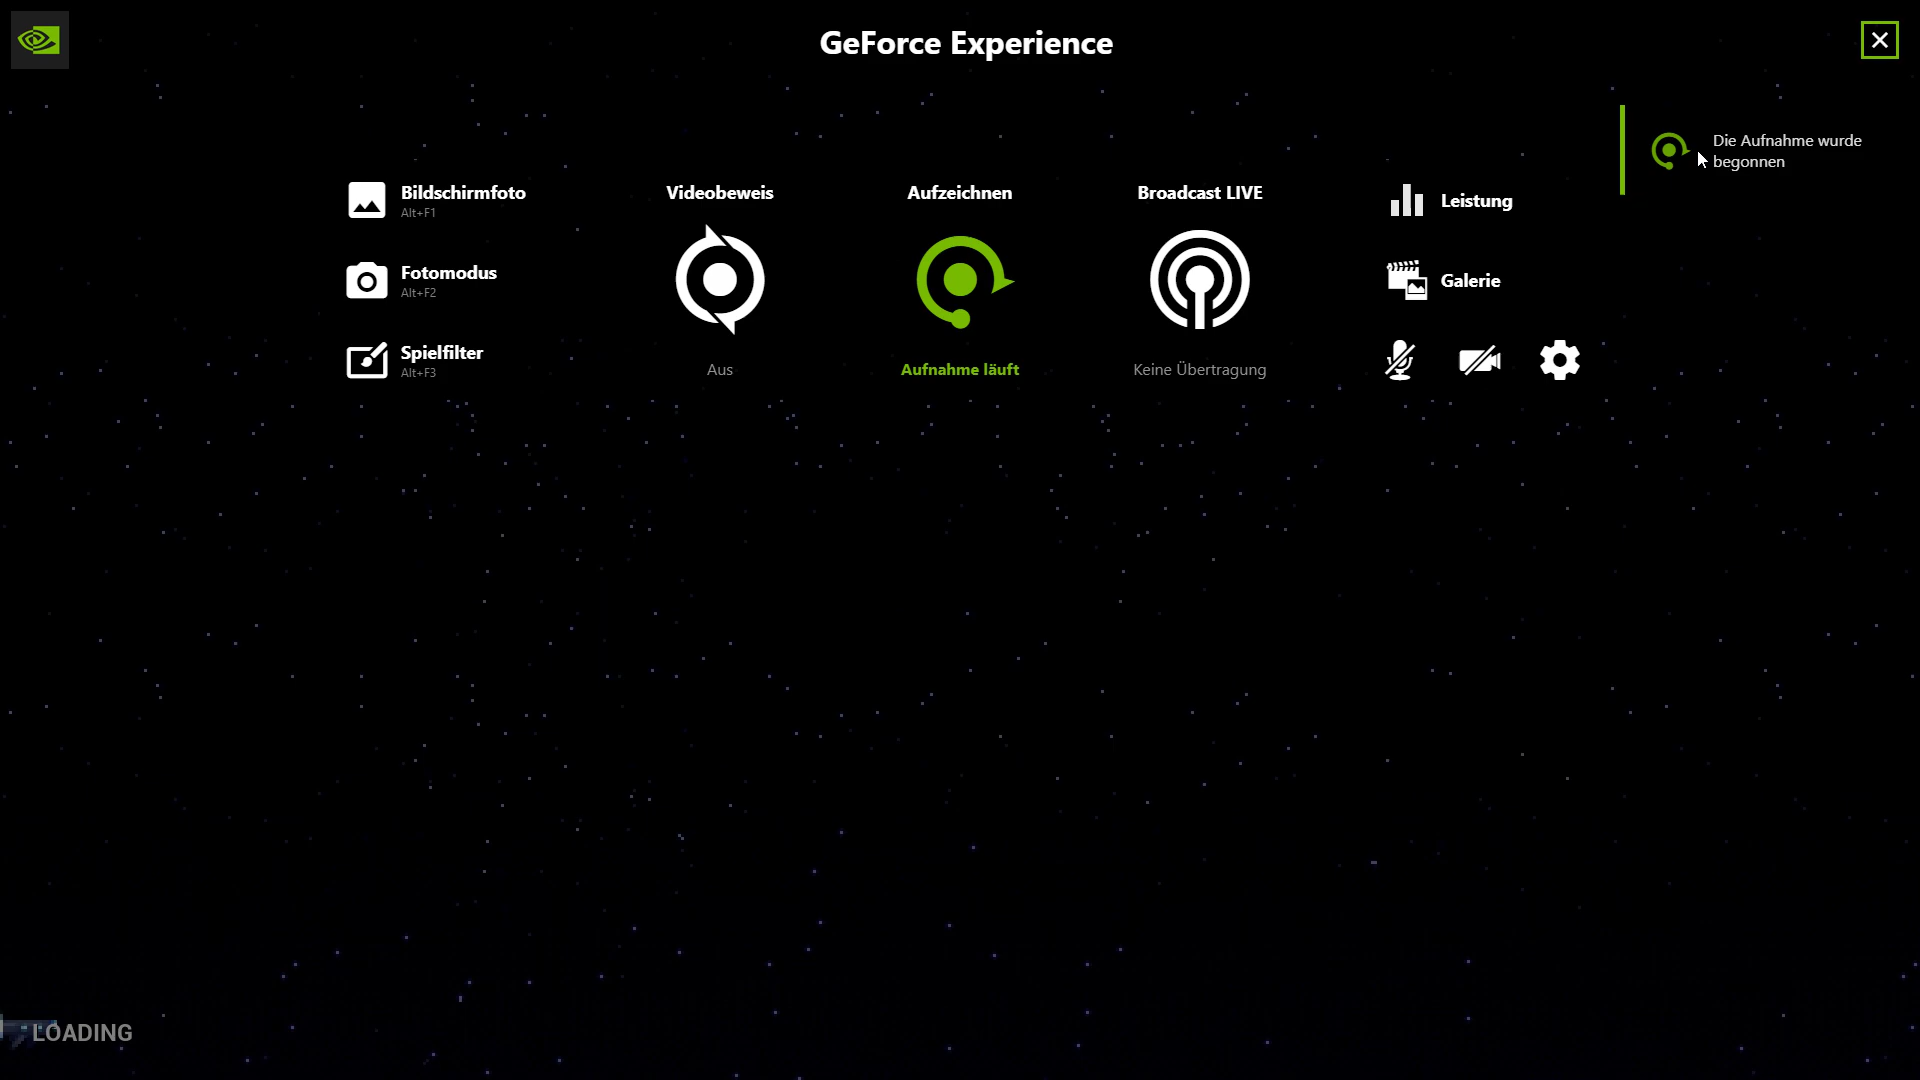 GeForce Experience
Die Aufnahme wurde
begonnen
Bildschirmfoto
Alt+F1
Fotomodus
Alt+F2
Spielfilter
Alt+F3
Videobeweis
Aus
Aufzeichnen
Aufnahme läuft
Broadcast LIVE
Keine Übertragung
Leistung
Galerie
LOADING